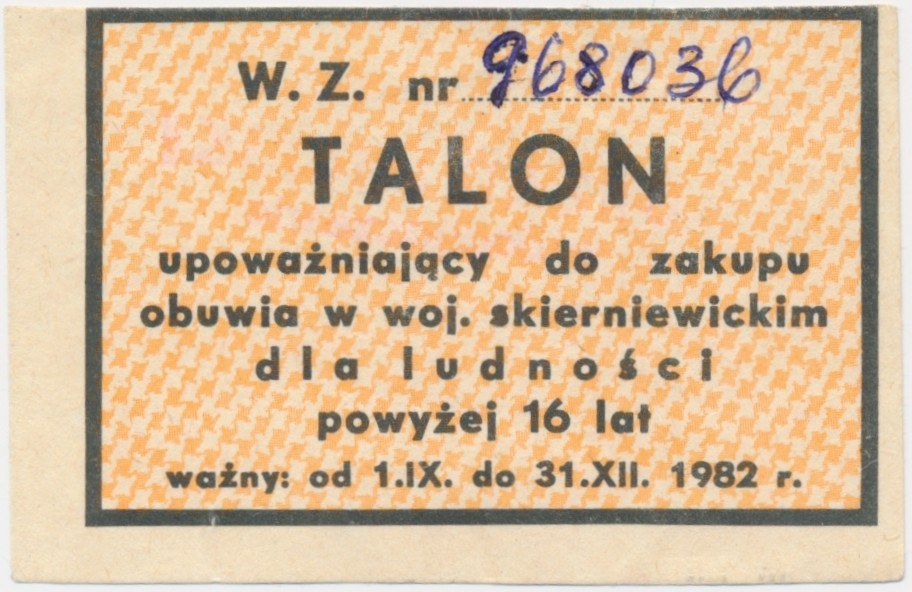 W. Z. nr 968036
TALON
upoważniający do zakupu
obuwia w woj. skierniewickim
dla ludności
powyżej 16 lat
ważny: od 1.IX. do 31.XII. 1982 r.